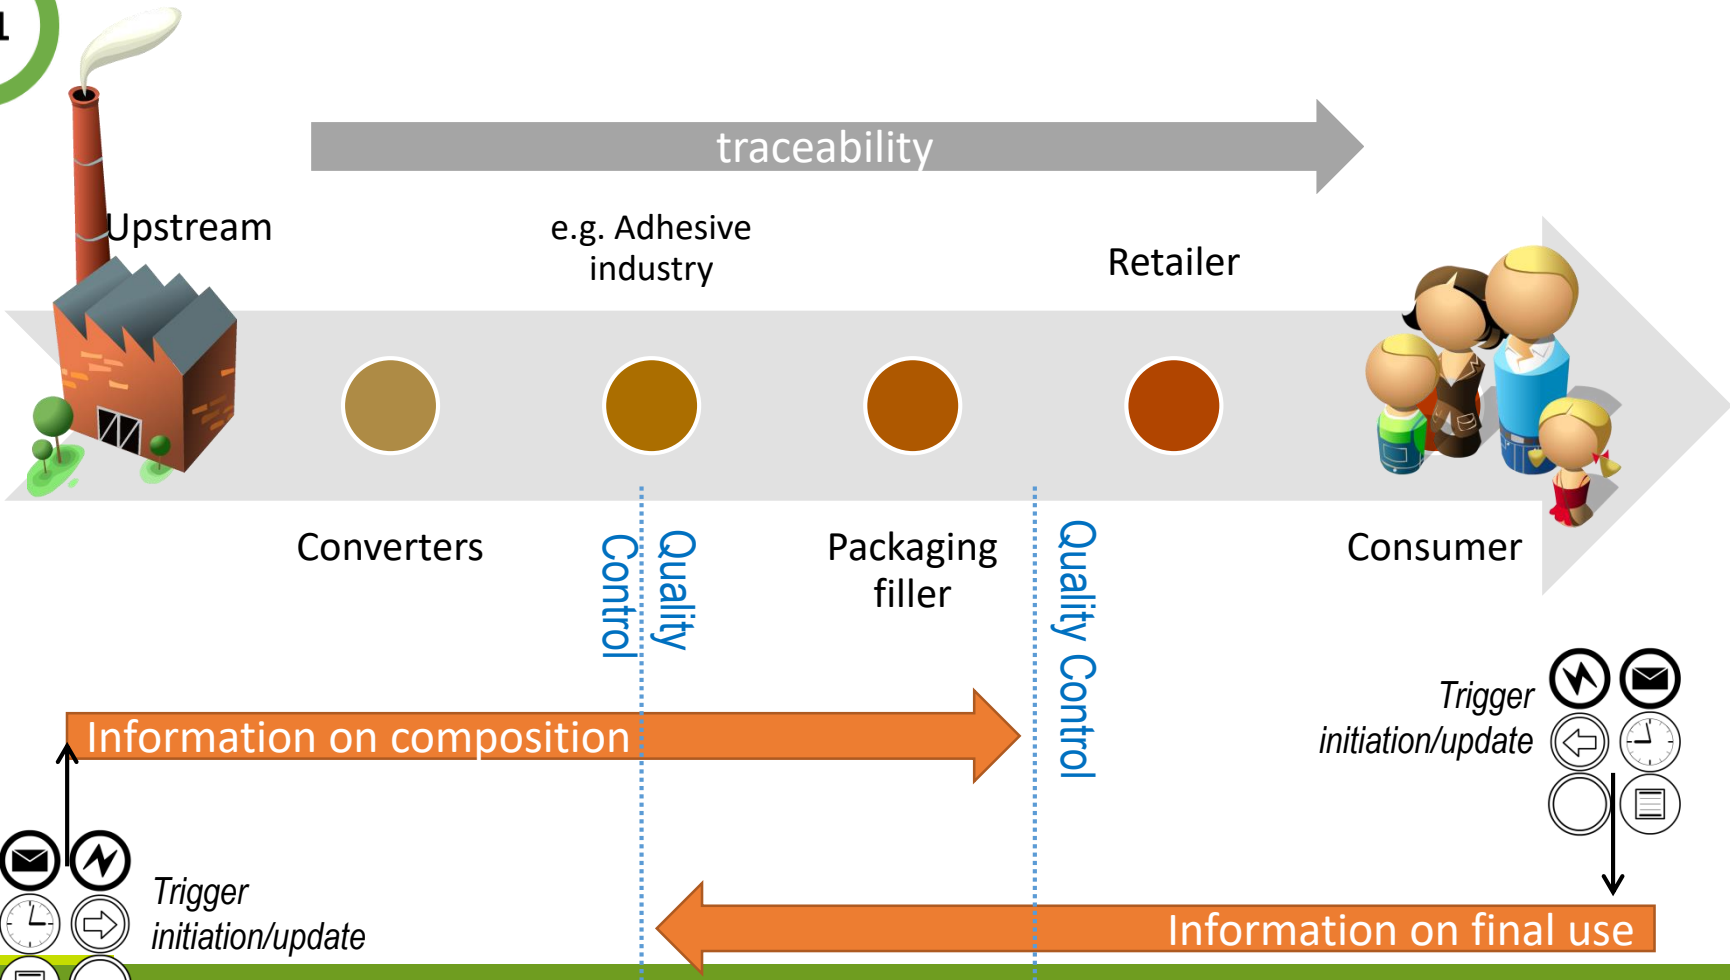 1
traceability
Upstream
e.g. Adhesive
industry
Retailer
Converters
Quality
Control
Packaging
filler
Quality Control
Consumer
Information on composition
Trigger
initiation/update
Trigger
initiation/update
Information on final use